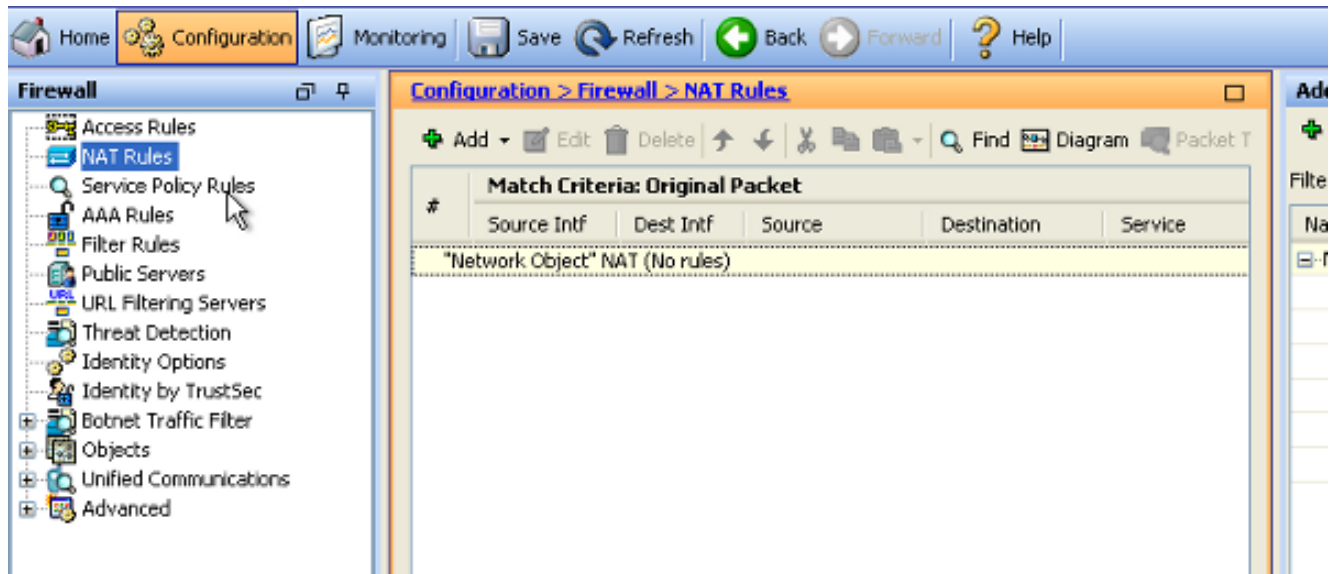 Home Configuration Monitoring Save Refresh Back Forward Help
Firewall
Access Rules
NAT Rules
Service Policy Rules
AAA Rules
Filter Rules
Public Servers
URL Filtering Servers
Threat Detection
Identity Options
Identity by TrustSec
Botnet Traffic Filter
Objects
Unified Communications
Advanced
Configuration > Firewall > NAT Rules
Add Edit Delete Find Diagram Packet T
# Match Criteria: Original Packet
Source Intf Dest Intf Source Destination Service
"Network Object" NAT (No rules)
Filte
Na